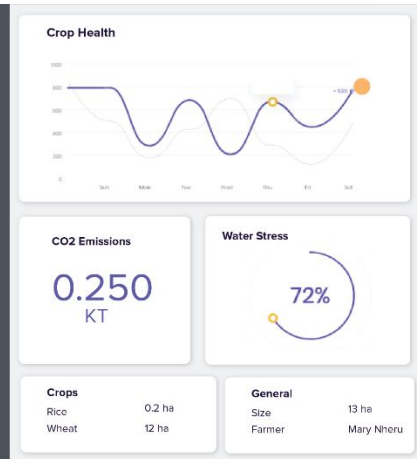 Crop Health
1000
800
600
400
200
0
Sun Mon Tue Wed Thu Fri Sat
CO2 Emissions
0.250
KT
Water Stress
72%
Crops
Rice 0.2 ha
Wheat 12 ha
General
Size 13 ha
Farmer Mary Nheru